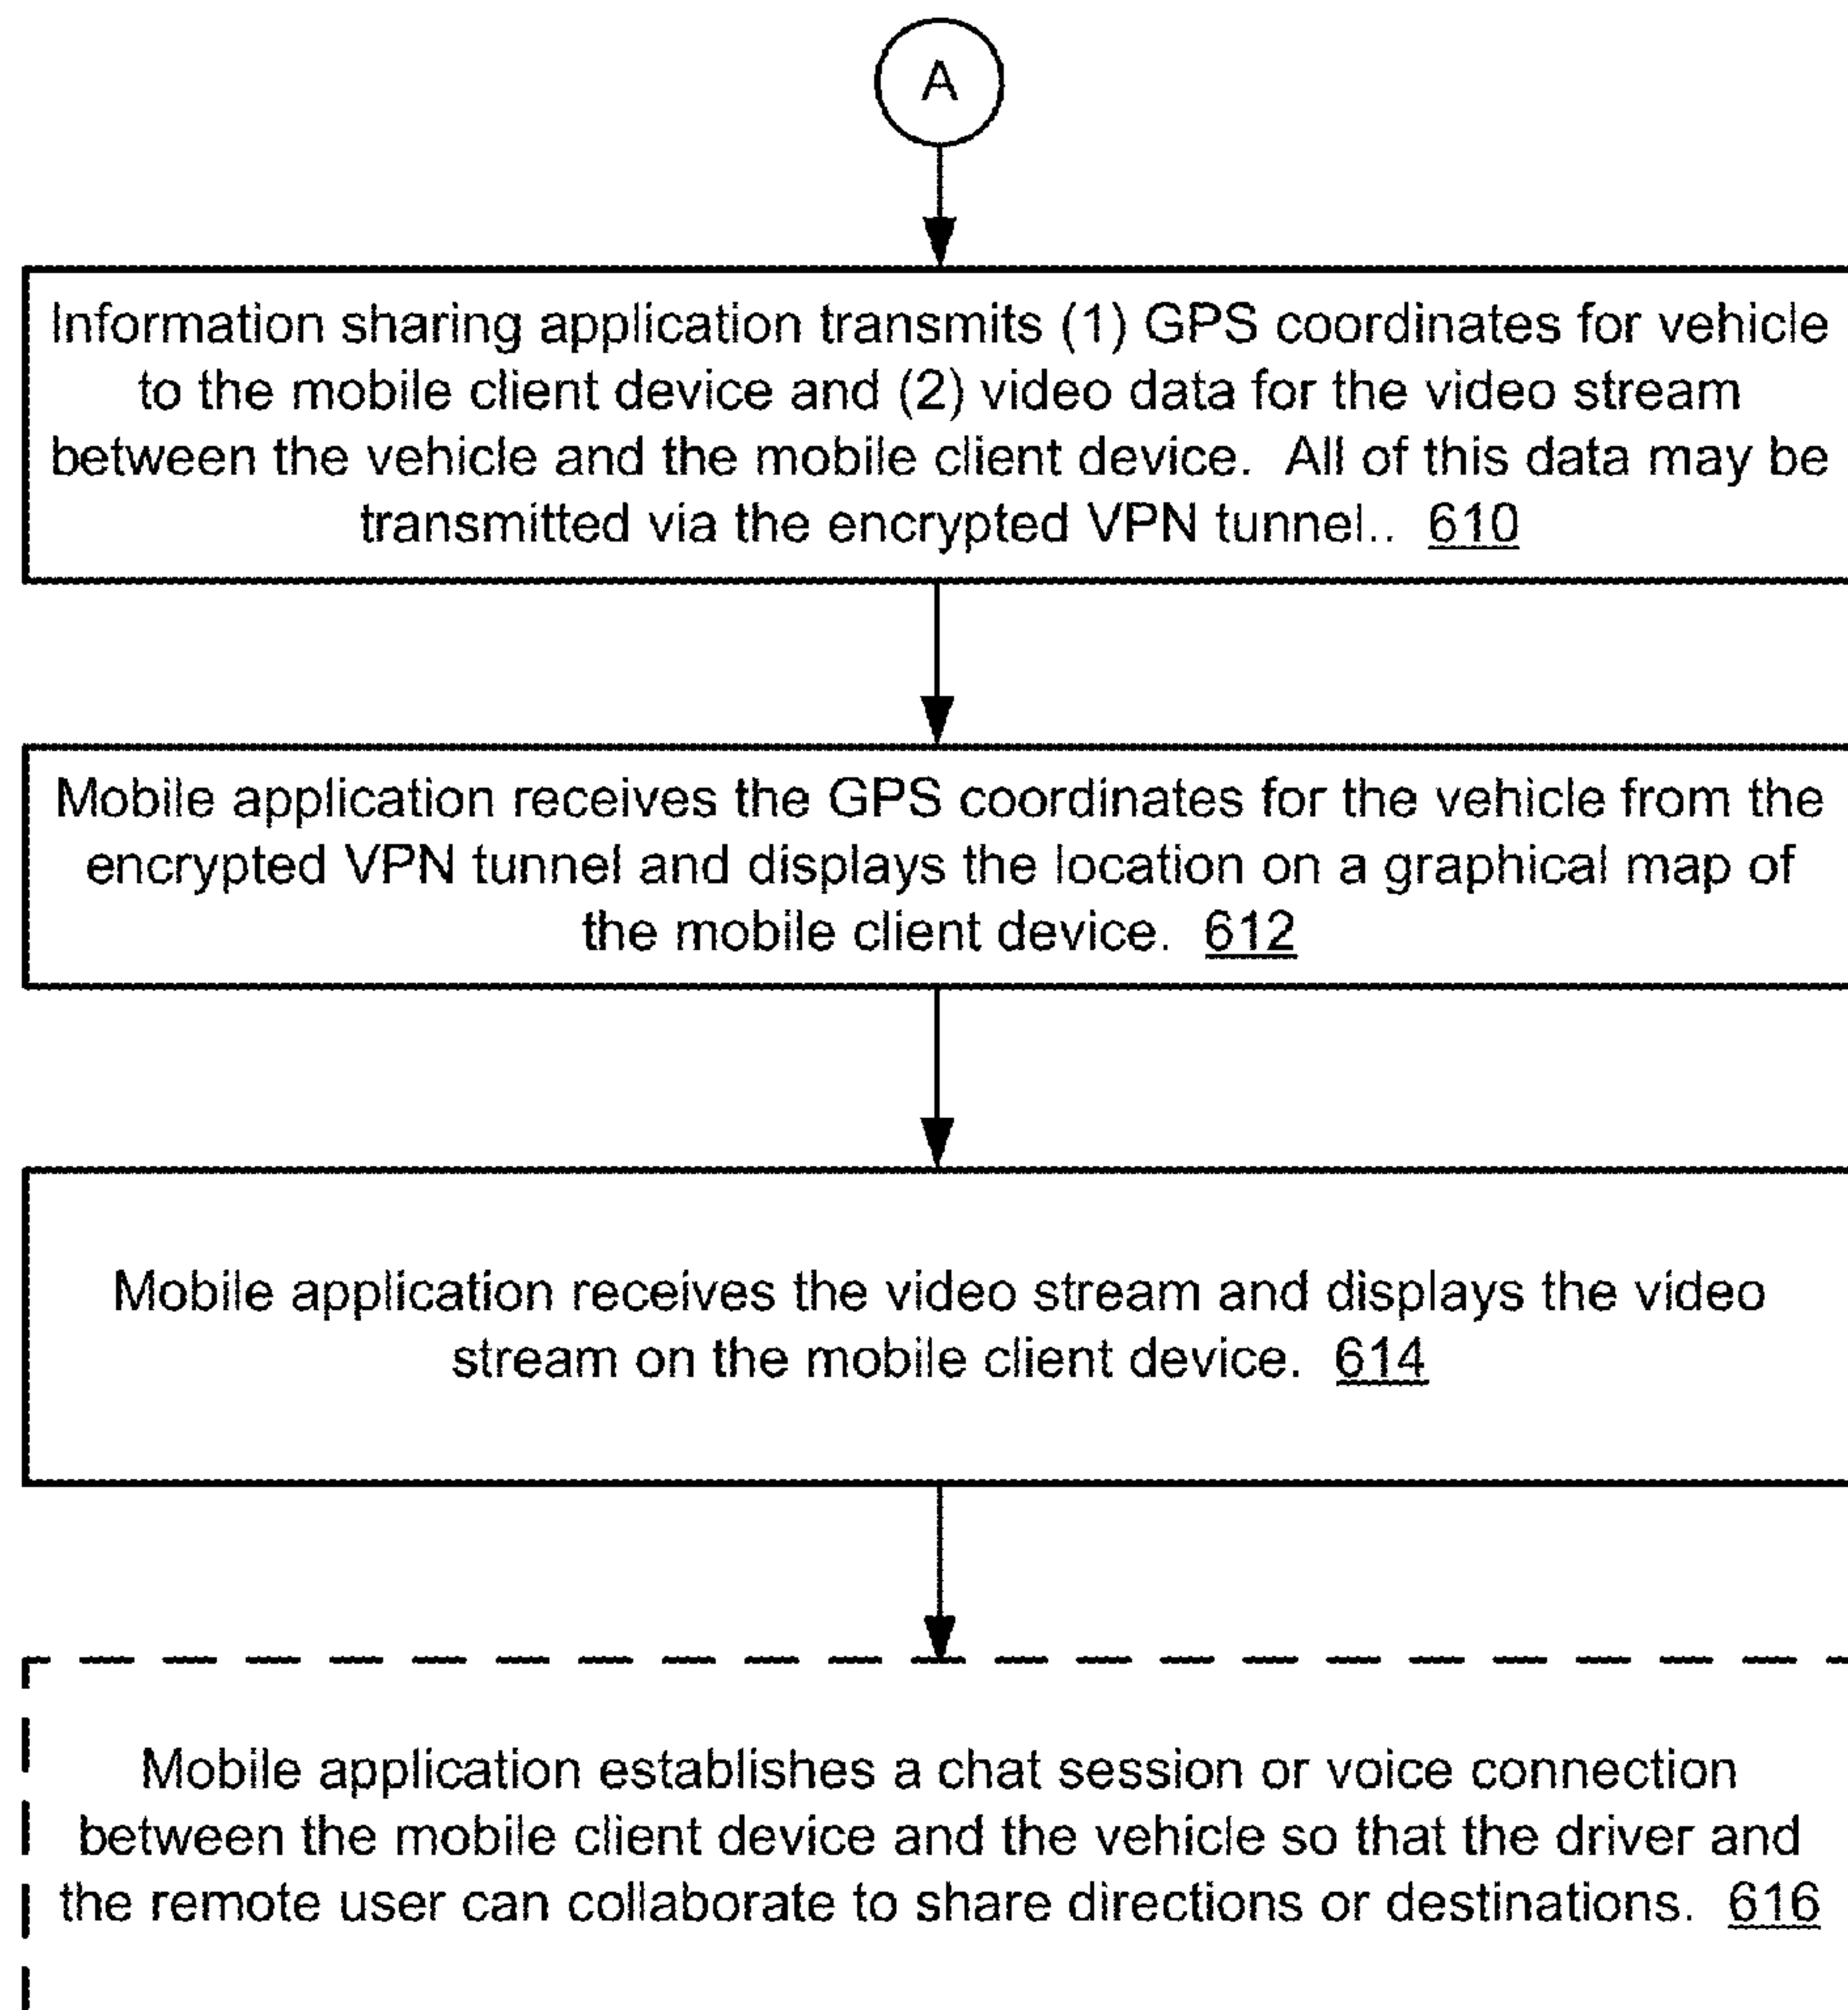 A
Information sharing application transmits (1) GPS coordinates for vehicle
to the mobile client device and (2) video data for the video stream
between the vehicle and the mobile client device.  All of this data may be
transmitted via the encrypted VPN tunnel..  610
Mobile application receives the GPS coordinates for the vehicle from the
encrypted VPN tunnel and displays the location on a graphical map of
the mobile client device.  612
Mobile application receives the video stream and displays the video
stream on the mobile client device.  614
Mobile application establishes a chat session or voice connection
between the mobile client device and the vehicle so that the driver and
the remote user can collaborate to share directions or destinations.  616